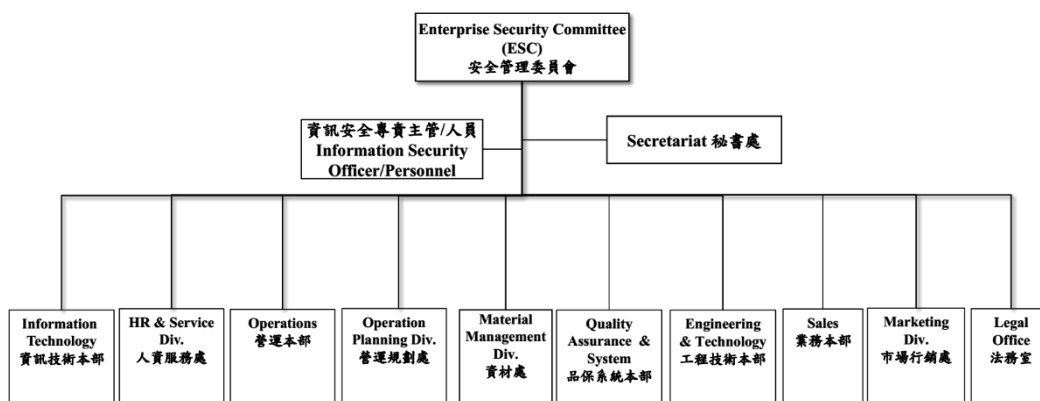 Enterprise Security Committee
(ESC)
安全管理委員會
資訊安全專責主管/人員
Information Security
Officer/Personnel
Secretariat 秘書處
Information
Technology
資訊技術本部
HR & Service
Div.
人資服務處
Operations
營運本部
Operation
Planning Div.
營運規劃處
Material
Management
Div.
資材處
Quality
Assurance &
System
品保系統本部
Engineering
& Technology
工程技術本部
Sales
業務本部
Marketing
Div.
市場行銷處
Legal
Office
法務室